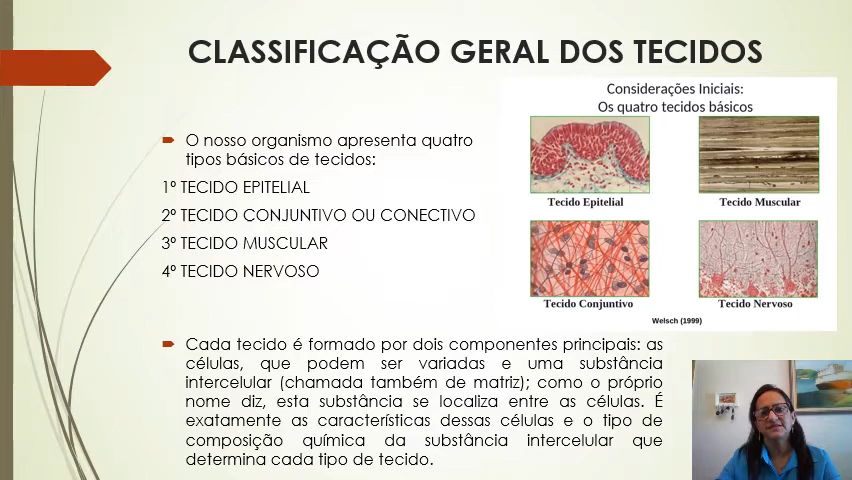 CLASSIFICAÇÃO GERAL DOS TECIDOS
O nosso organismo apresenta quatro
tipos básicos de tecidos:
1º TECIDO EPITELIAL
2º TECIDO CONJUNTIVO OU CONECTIVO
3º TECIDO MUSCULAR
4º TECIDO NERVOSO
Considerações Iniciais:
Os quatro tecidos básicos
Tecido Epitelial
Tecido Muscular
Tecido Conjuntivo
Tecido Nervoso
Welsch (1999)
Cada tecido é formado por dois componentes principais: as
células, que podem ser variadas e uma substância
intercelular (chamada também de matriz); como o próprio
nome diz, esta substância se localiza entre as células. É
exatamente as características dessas células e o tipo de
composição química da substância intercelular que
determina cada tipo de tecido.